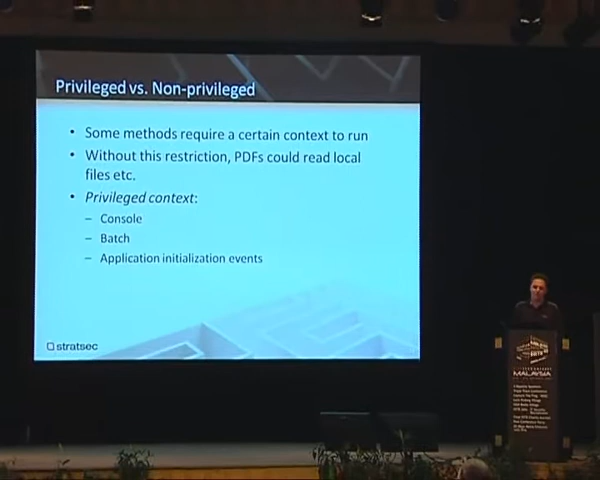 Privileged vs. Non-privileged
• Some methods require a certain context to run
• Without this restriction, PDFs could read local
files etc.
• Privileged context:
– Console
– Batch
– Application initialization events
stratsec
MALAYSIA